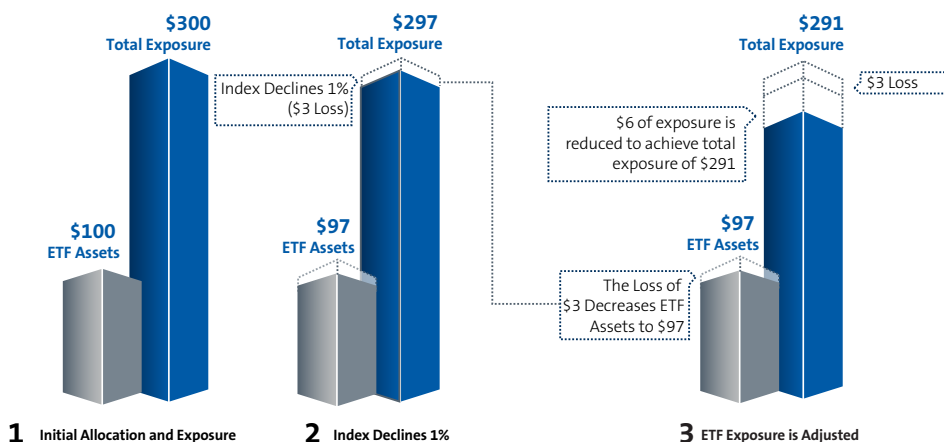 $300
Total Exposure
$100
ETF Assets
1 Initial Allocation and Exposure
$297
Total Exposure
Index Declines 1%
($3 Loss)
$97
ETF Assets
2 Index Declines 1%
$291
Total Exposure
$3 Loss
$6 of exposure is
reduced to achieve total
exposure of $291
$97
ETF Assets
The Loss of
$3 Decreases ETF
Assets to $97
3 ETF Exposure is Adjusted